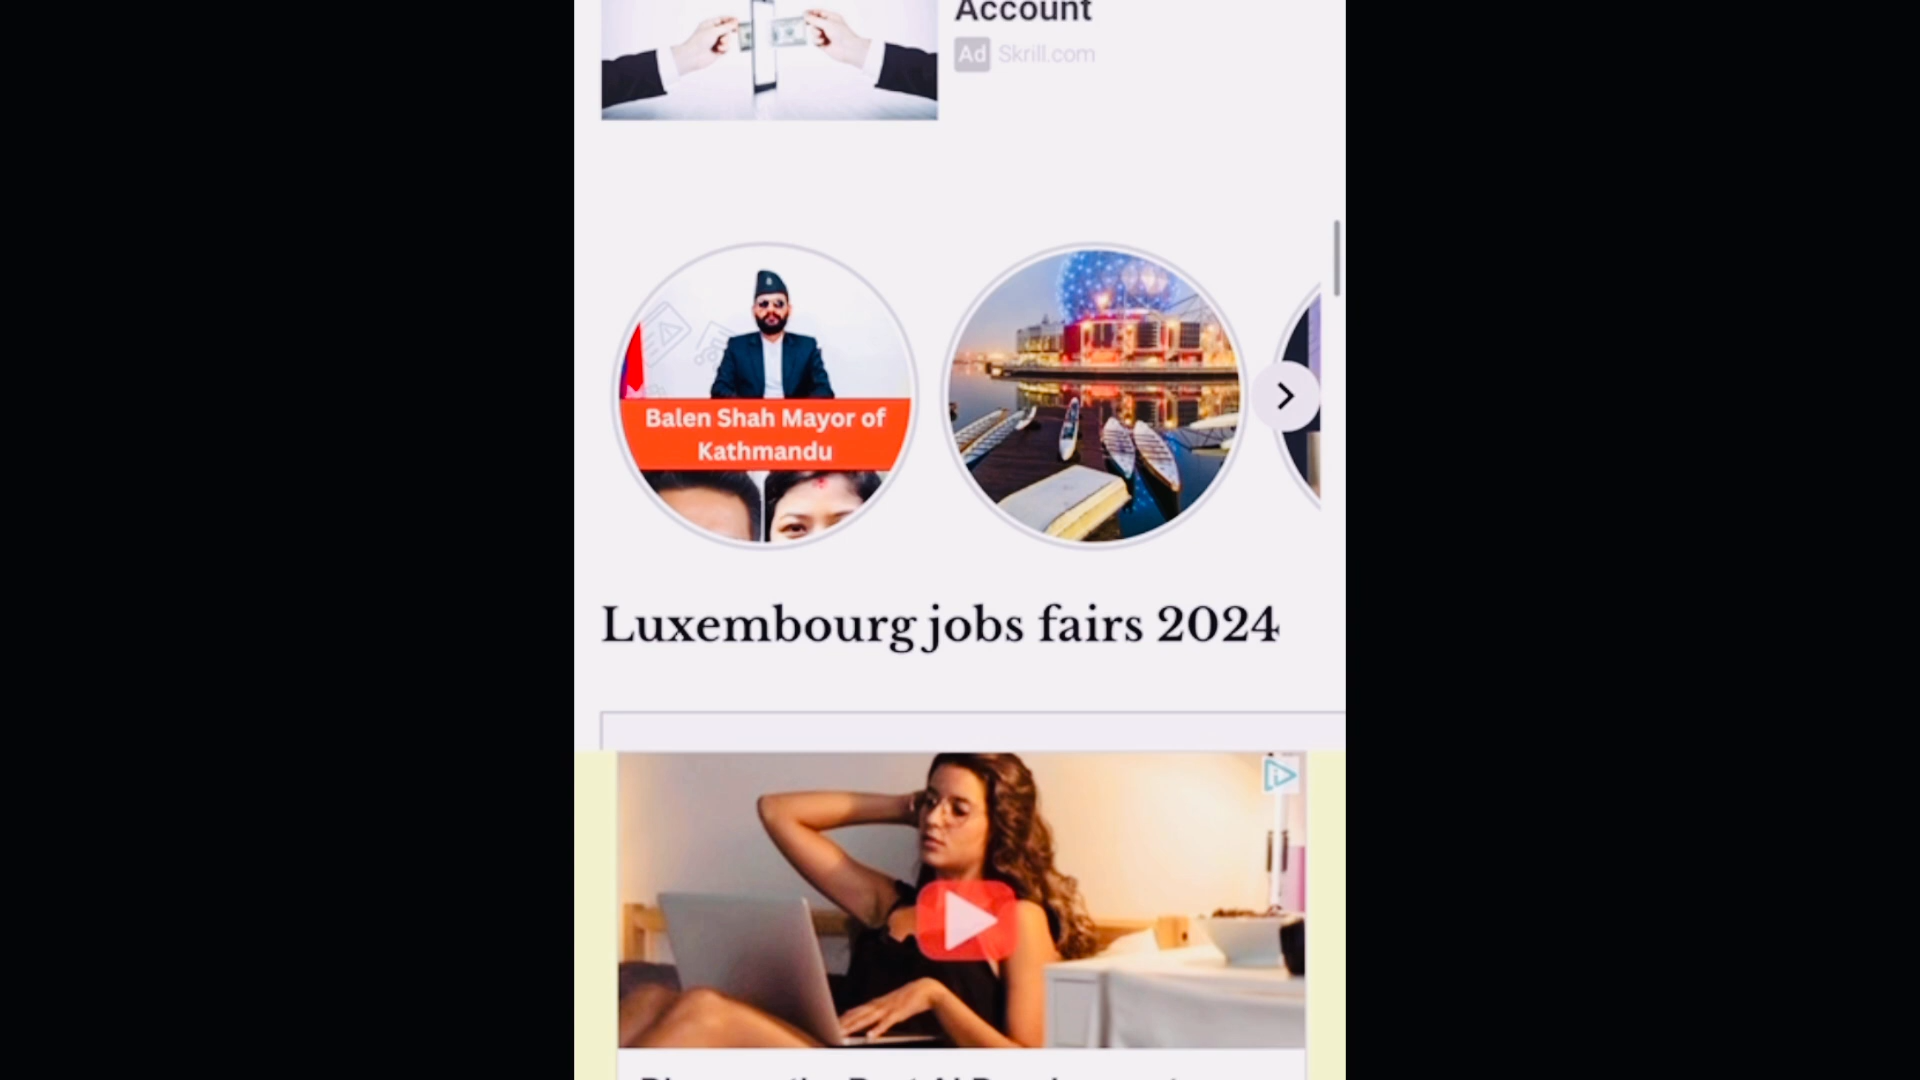 Account
Ad Skrill.com
Balen Shah Mayor of
Kathmandu
Luxembourg jobs fairs 2024